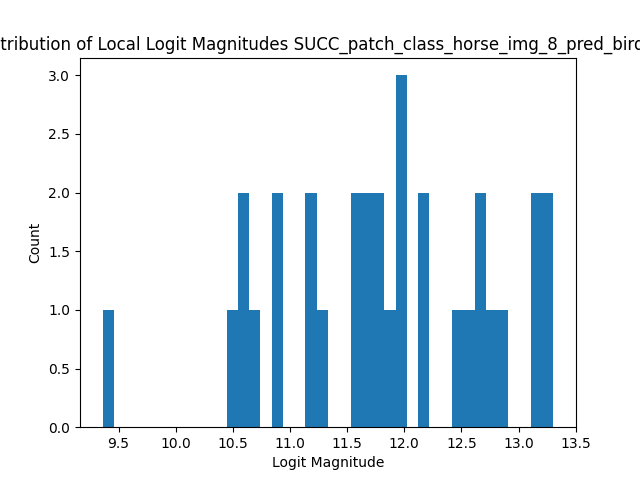 tribution of Local Logit Magnitudes SUCC_patch_class_horse_img_8_pred_bird
3.0
2.5
2.0
1.5
1.0
0.5
0.0
Count
9.5 10.0 10.5 11.0 11.5 12.0 12.5 13.0 13.5
Logit Magnitude